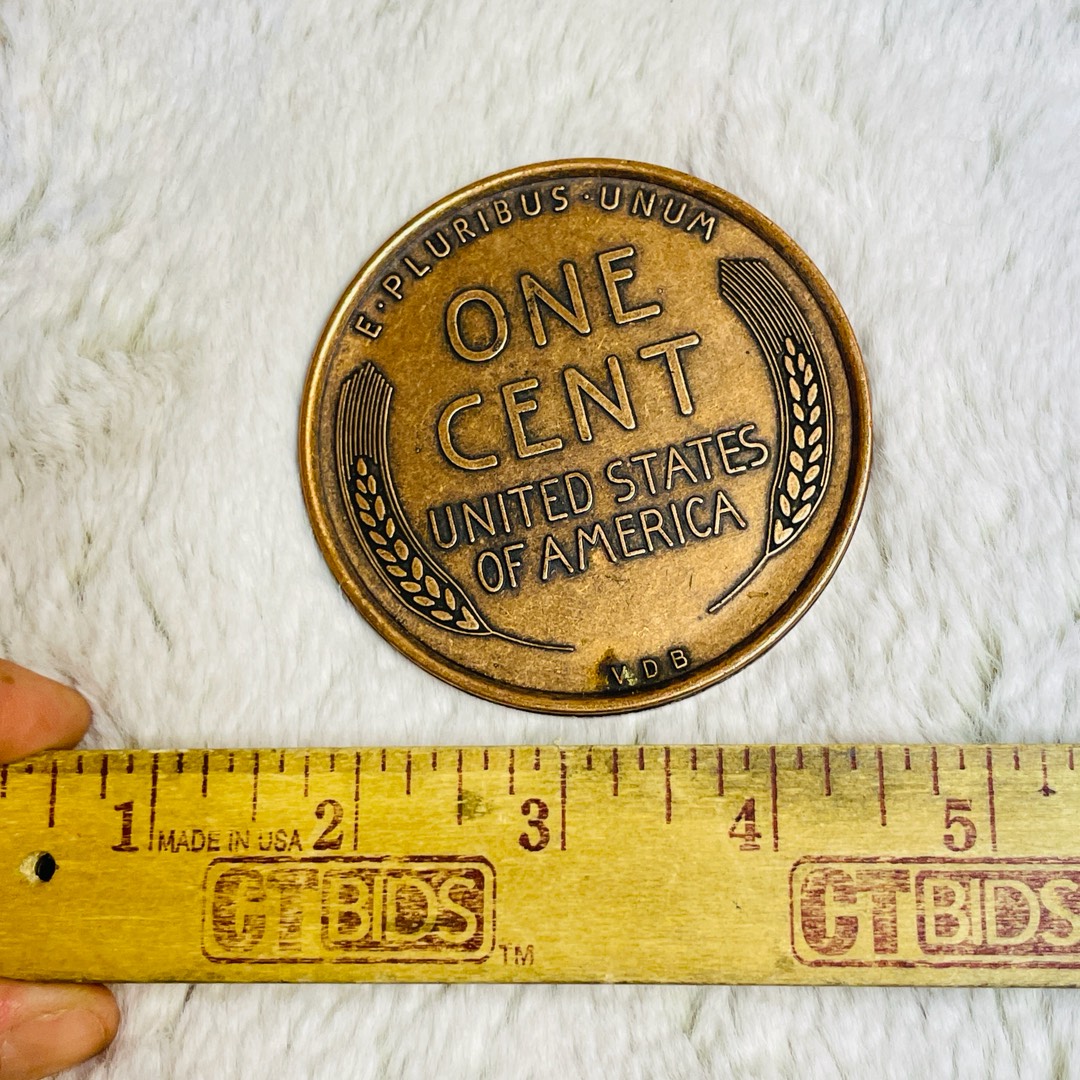 E·PLURIBUS·UNUM
ONE
CENT
UNITED STATES
OF AMERICA
VDB
1 2 3 4 5
MADE IN USA
CTBIDS TM CTBIDS